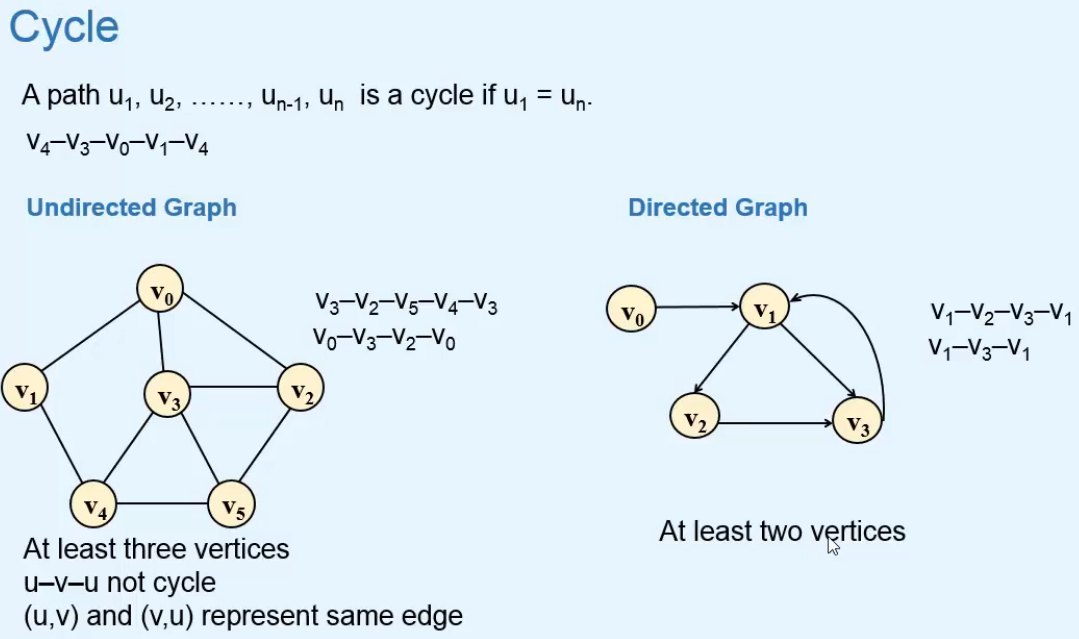 Cycle
A path u₁, u₂, ……, uₙ₋₁, uₙ is a cycle if u₁ = uₙ.
v₄–v₃–v₀–v₁–v₄
Undirected Graph
Directed Graph
v₀
v₁
v₃
v₂
v₄
v₅
v₃–v₂–v₅–v₄–v₃
v₀–v₃–v₂–v₀
At least three vertices
u–v–u not cycle
(u,v) and (v,u) represent same edge
v₀
v₁
v₂
v₃
v₁–v₂–v₃–v₁
v₁–v₃–v₁
At least two vertices